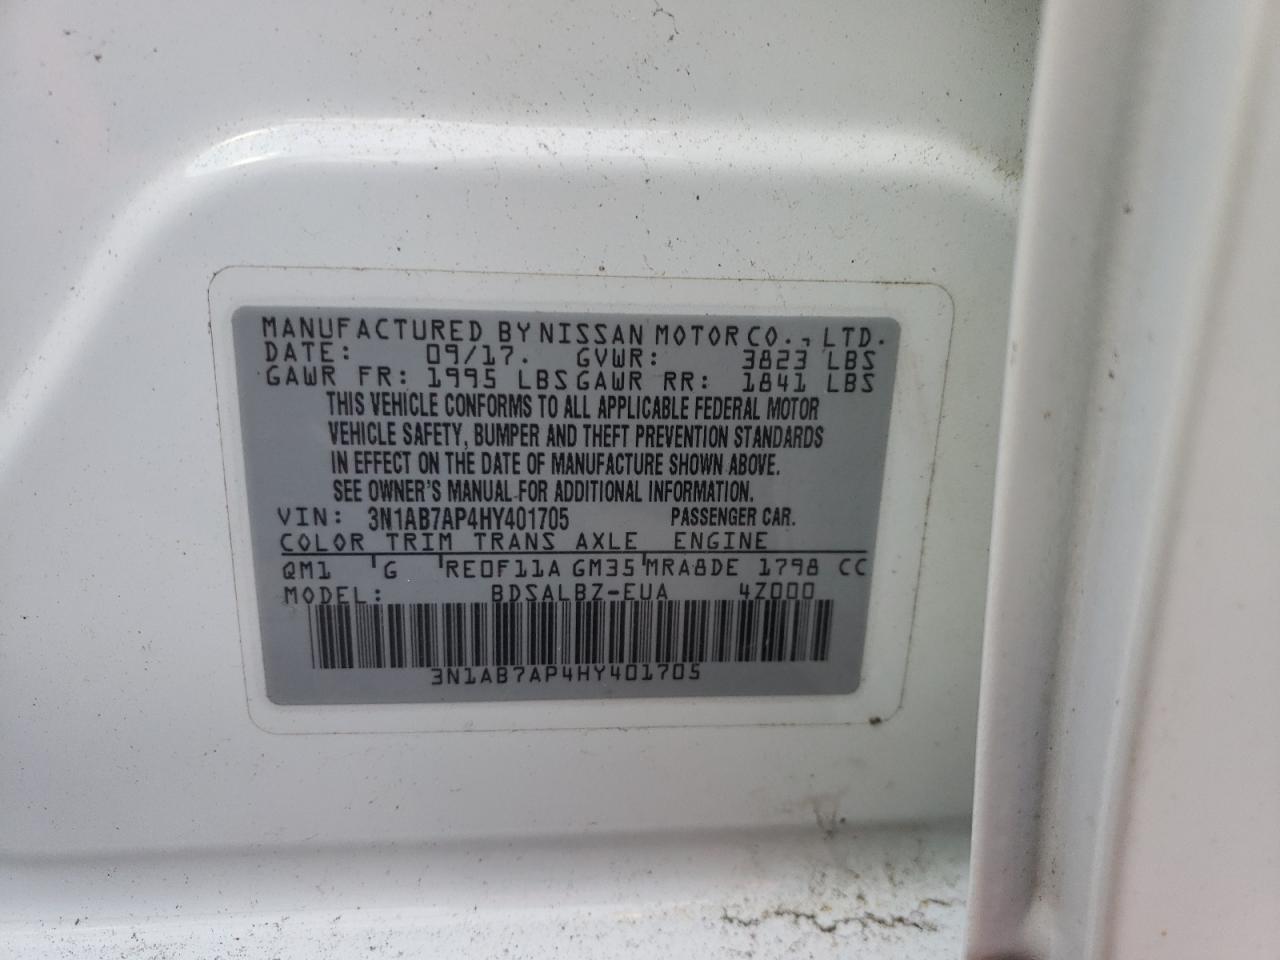 MANUFACTURED BY NISSAN MOTOR CO., LTD.
DATE: 09/17. GVWR: 3823 LBS
GAWR FR: 1995 LBS GAWR RR: 1841 LBS
THIS VEHICLE CONFORMS TO ALL APPLICABLE FEDERAL MOTOR
VEHICLE SAFETY, BUMPER AND THEFT PREVENTION STANDARDS
IN EFFECT ON THE DATE OF MANUFACTURE SHOWN ABOVE.
SEE OWNER'S MANUAL FOR ADDITIONAL INFORMATION.
VIN: 3N1AB7AP4HY401705 PASSENGER CAR.
COLOR TRIM TRANS AXLE ENGINE
QM1 G RE0F11A GM35 MRA8DE 1798 CC
MODEL: BDSALBZ-EUA 4Z000
3N1AB7AP4HY401705